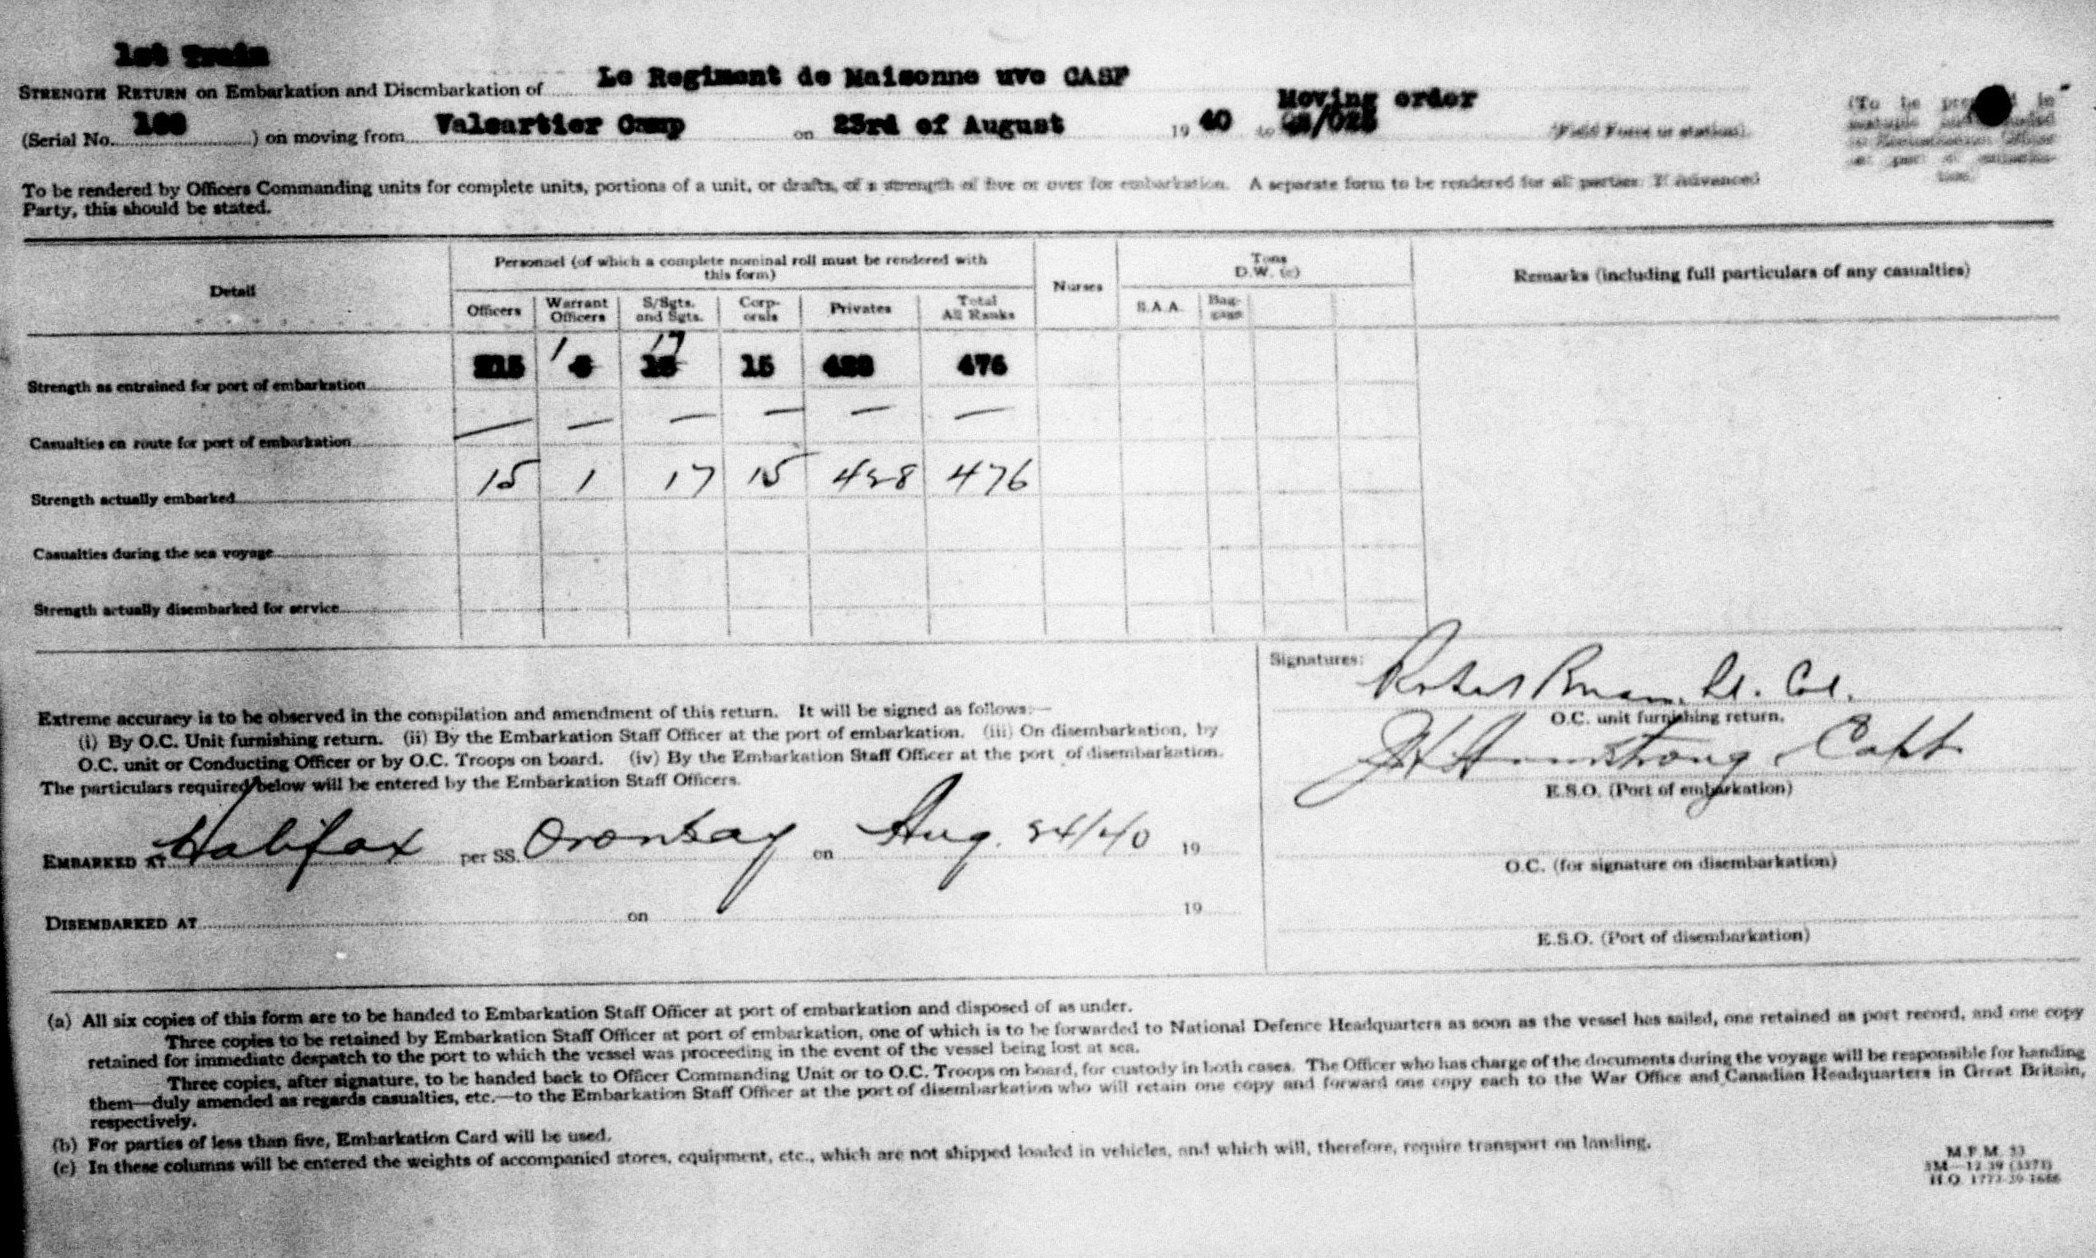 1st Train
STRENGTH RETURN on Embarkation and Disembarkation of Le Regiment de Maisonne uve CASF
(Serial No. ) on moving from Valcartier Camp on 23rd of August 19 40 to Moving order
(Field Force or station)
(To be in
To be rendered by Officers Commanding units for complete units, portions of a unit, or drafts, of a strength of five or over for embarkation. A separate form to be rendered for all parties. If Advanced
Party, this should be stated.
Detail
Personnel (of which a complete nominal roll must be rendered with
this form)
Nurses
Tons
D.W. (c)
Remarks (including full particulars of any casualties)
Officers Warrant Officers S/Sgts. and Sgts. Corp-orals Privates Total All Ranks S.A.A. Bag-gage
1 17
Strength as entrained for port of embarkation 15 15 476
Casualties en route for port of embarkation — — — — — —
Strength actually embarked 15 1 17 15 428 476
Casualties during the sea voyage
Strength actually disembarked for service
Signatures: Robert Lt. Col.
O.C. unit furnishing return.
Armstrong Capt
E.S.O. (Port of embarkation)
O.C. (for signature on disembarkation)
E.S.O. (Port of disembarkation)
Extreme accuracy is to be observed in the compilation and amendment of this return. It will be signed as follows:—
(i) By O.C. Unit furnishing return. (ii) By the Embarkation Staff Officer at the port of embarkation. (iii) On disembarkation, by
O.C. unit or Conducting Officer or by O.C. Troops on board. (iv) By the Embarkation Staff Officer at the port of disembarkation.
The particulars required below will be entered by the Embarkation Staff Officers.
EMBARKED AT Halifax per SS. Oronsay on Aug. 24/40 19
DISEMBARKED AT on 19
(a) All six copies of this form are to be handed to Embarkation Staff Officer at port of embarkation and disposed of as under.
Three copies to be retained by Embarkation Staff Officer at port of embarkation, one of which is to be forwarded to National Defence Headquarters as soon as the vessel has sailed, one retained as port record, and one copy
retained for immediate despatch to the port to which the vessel was proceeding in the event of the vessel being lost at sea.
Three copies, after signature, to be handed back to Officer Commanding Unit or to O.C. Troops on board, for custody in both cases. The Officer who has charge of the documents during the voyage will be responsible for handing
them—duly amended as regards casualties, etc.—to the Embarkation Staff Officer at the port of disembarkation who will retain one copy and forward one copy each to the War Office and Canadian Headquarters in Great Britain,
respectively.
(b) For parties of less than five, Embarkation Card will be used.
(c) In these columns will be entered the weights of accompanied stores, equipment, etc., which are not shipped loaded in vehicles, and which will, therefore, require transport on landing.
M.F.M. 33
H.Q. 1772-39-1666